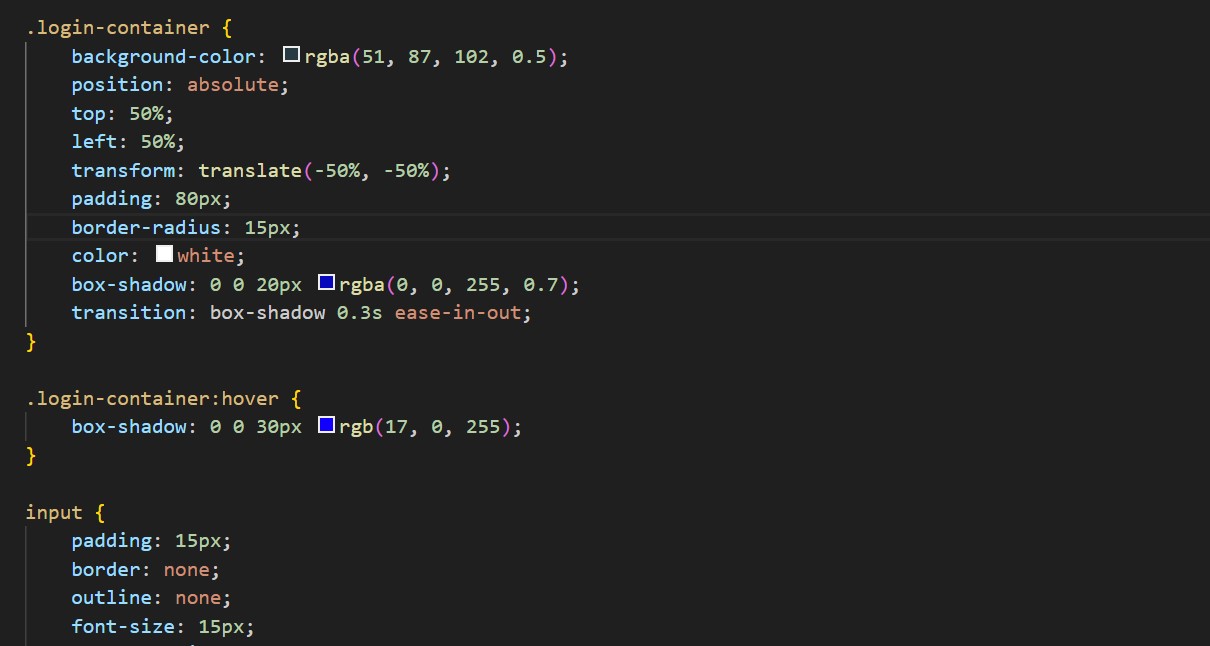 .login-container {
    background-color: rgba(51, 87, 102, 0.5);
    position: absolute;
    top: 50%;
    left: 50%;
    transform: translate(-50%, -50%);
    padding: 80px;
    border-radius: 15px;
    color: white;
    box-shadow: 0 0 20px rgba(0, 0, 255, 0.7);
    transition: box-shadow 0.3s ease-in-out;
}

.login-container:hover {
    box-shadow: 0 0 30px rgb(17, 0, 255);
}

input {
    padding: 15px;
    border: none;
    outline: none;
    font-size: 15px;